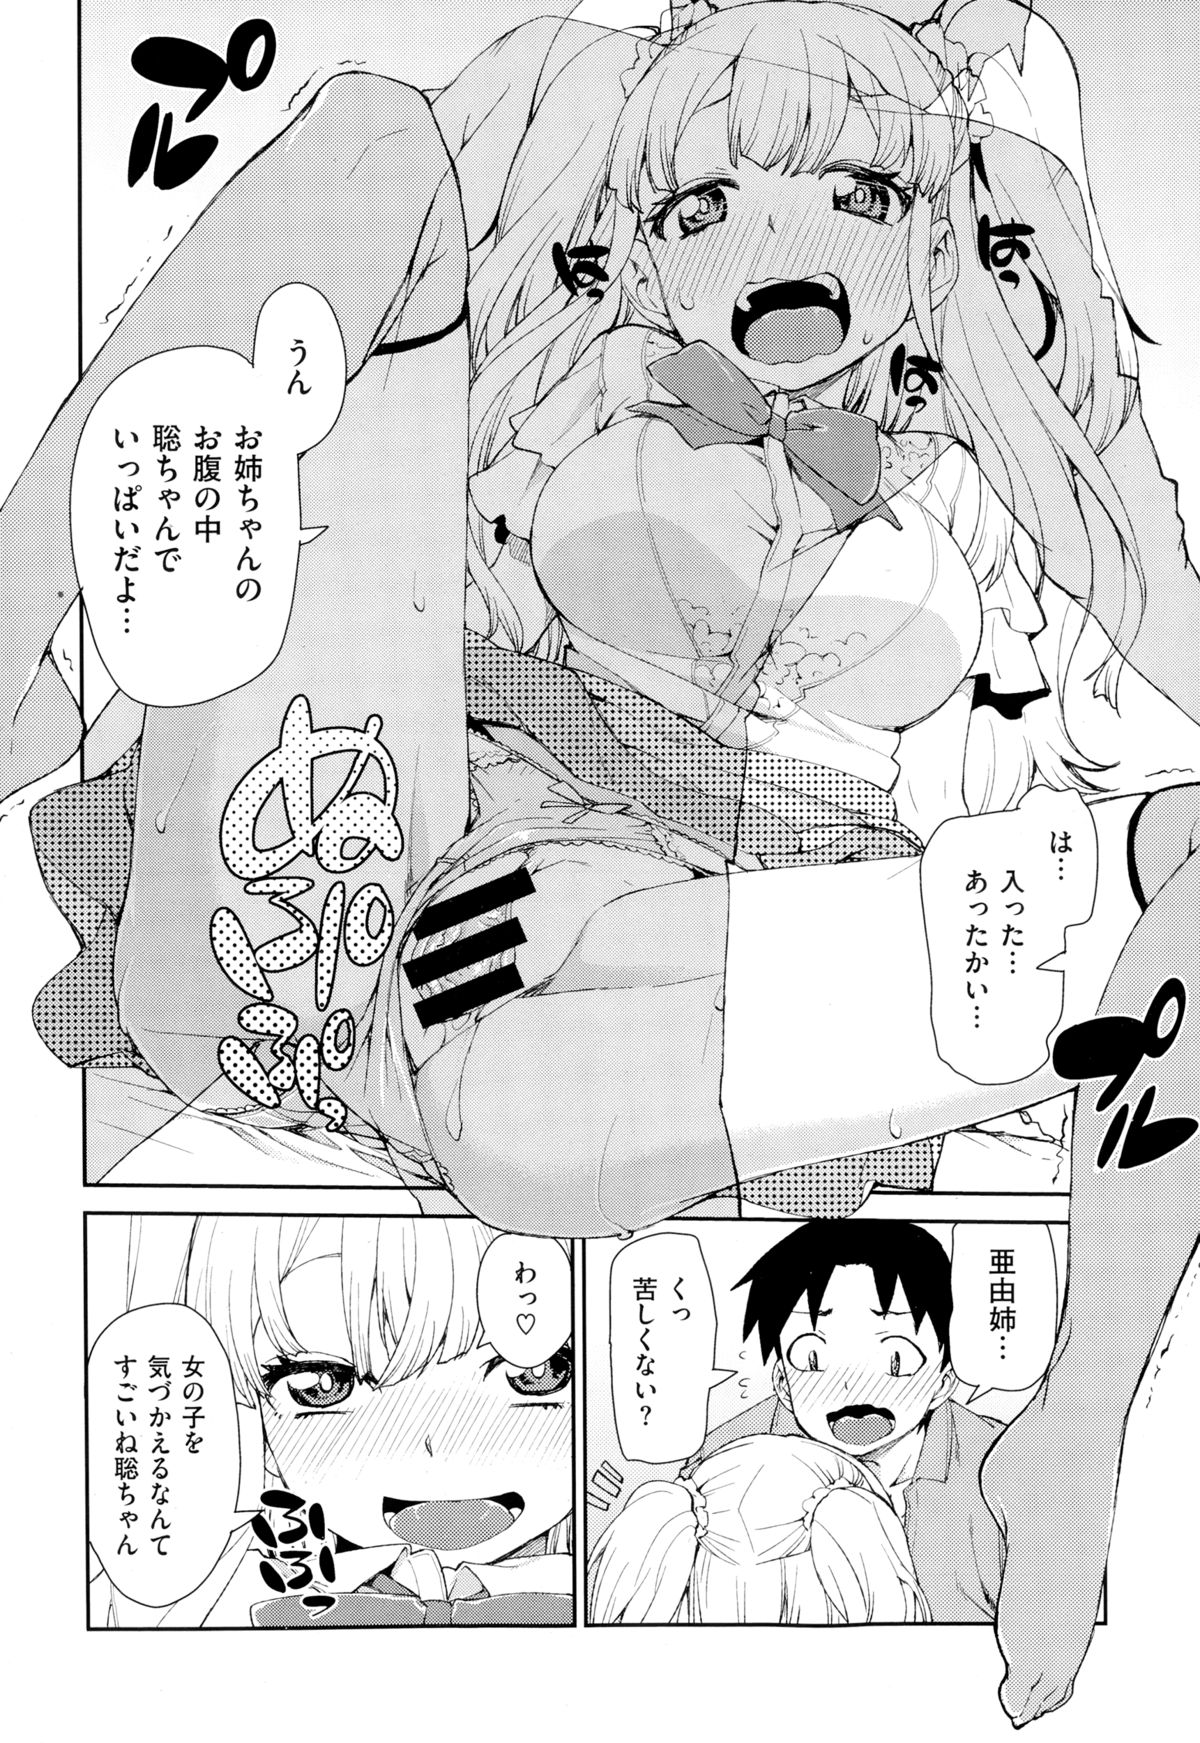 プル
はっ
はっ
はっ
は…
入った…
あったかい…
プル
うん
お姉ちゃんの
お腹の中
聡ちゃんで
いっぱいだよ…
ぬぷぷぷっ
亜由姉…
くっ
苦しくない？
わっ♡
女の子を
気づかえるなんて
すごいね聡ちゃん
ふふふっ